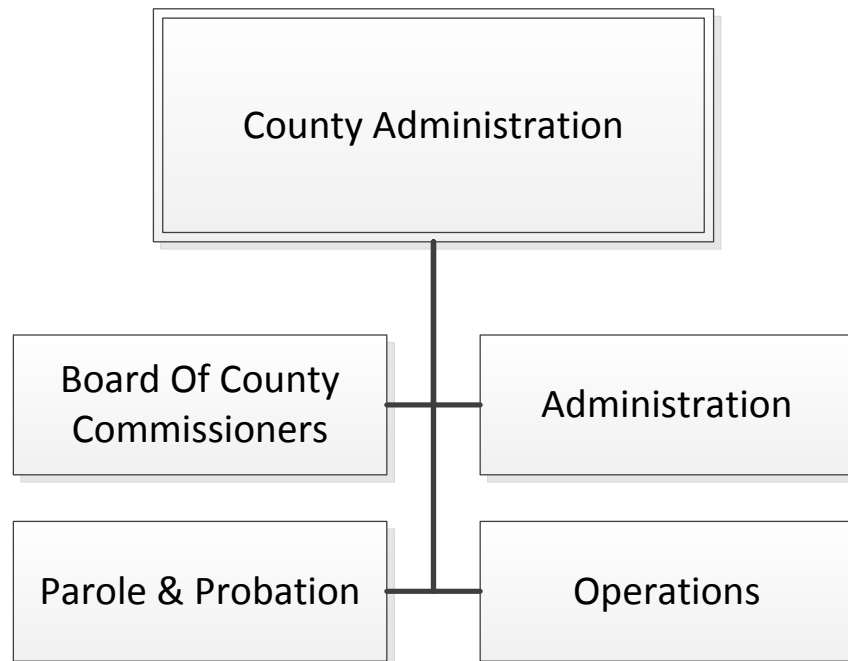 County Administration
Board Of County
Commissioners
Administration
Parole & Probation
Operations